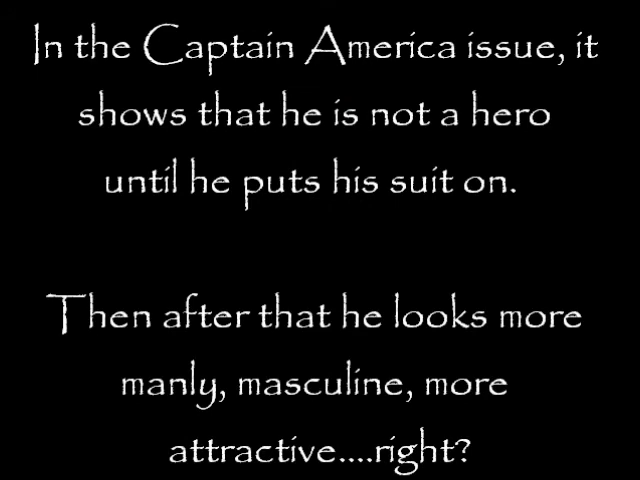 In the Captain America issue, it
shows that he is not a hero
until he puts his suit on.
Then after that he looks more
manly, masculine, more
attractive....right?